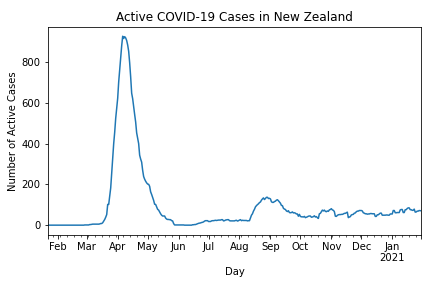 Active COVID-19 Cases in New Zealand
Number of Active Cases
800
600
400
200
0
Feb Mar Apr May Jun Jul Aug Sep Oct Nov Dec Jan
2021
Day